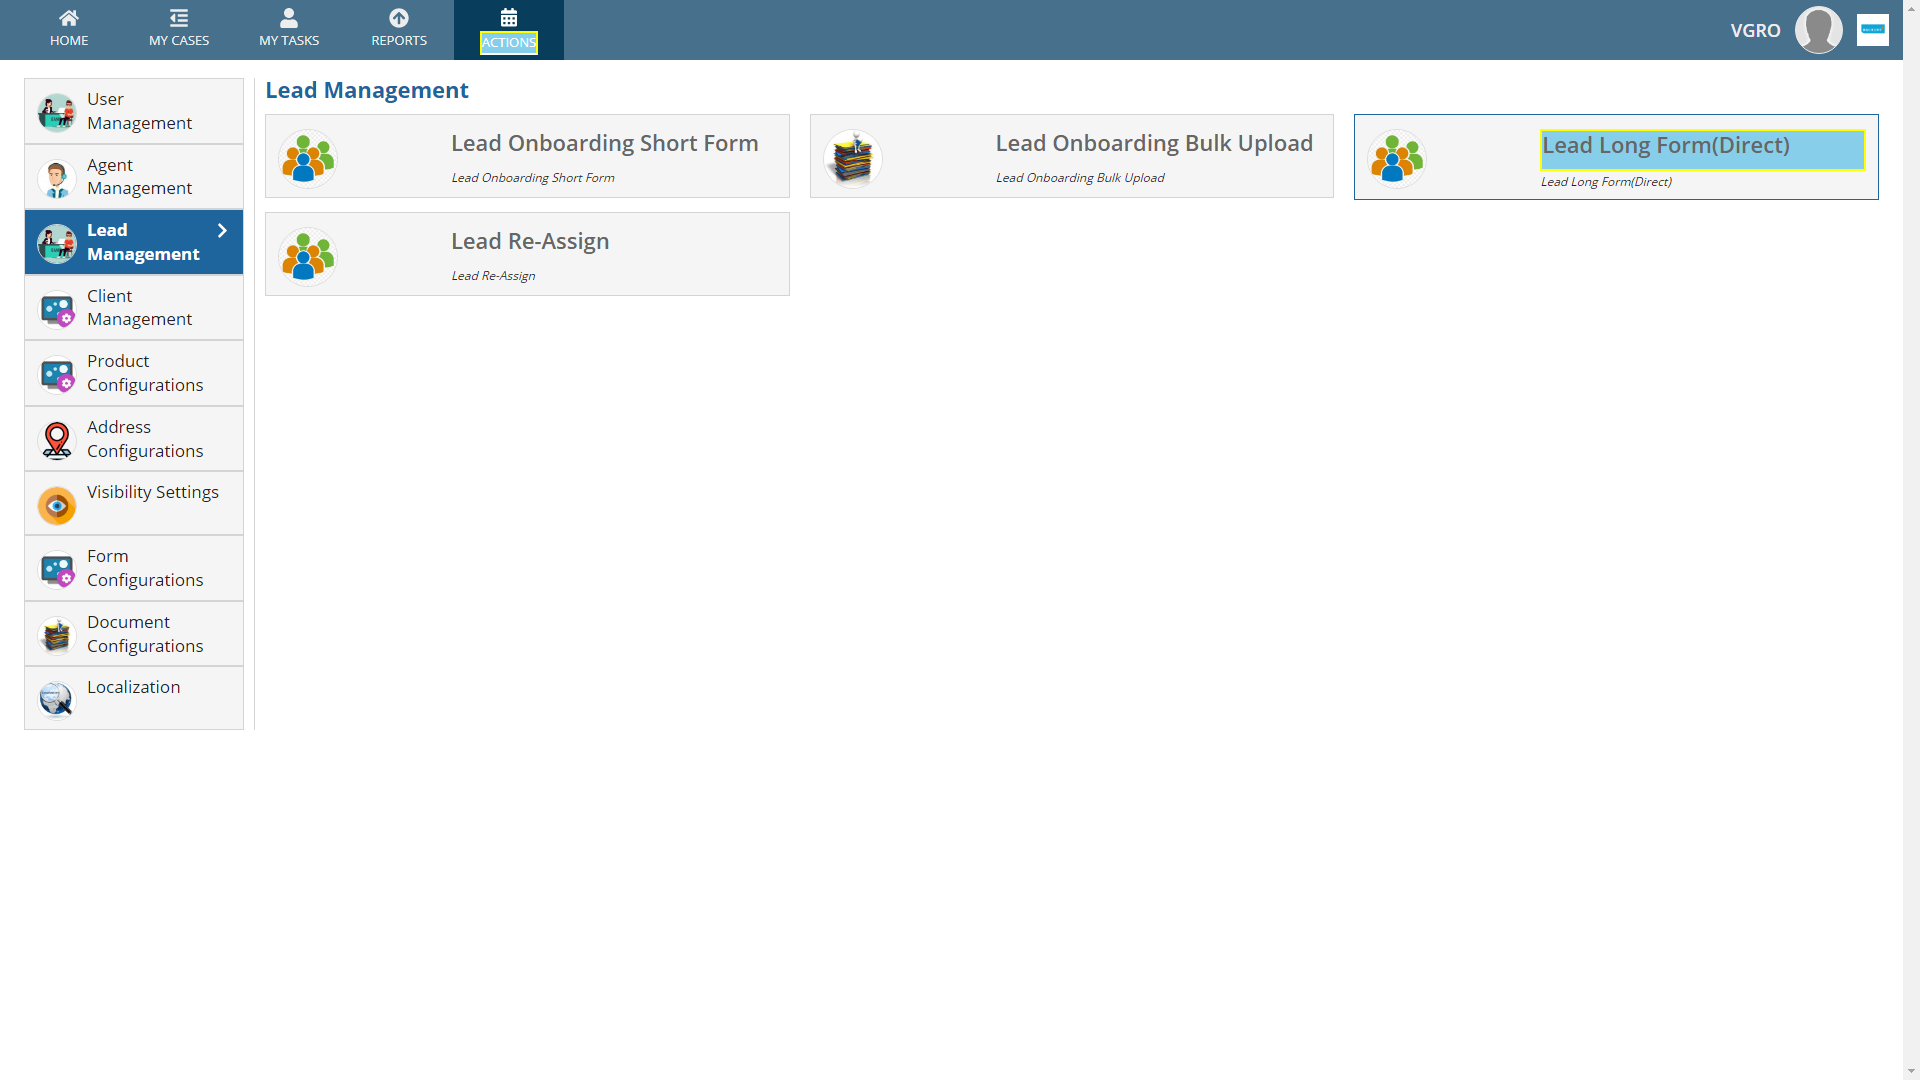 HOME
MY CASES
MY TASKS
REPORTS
ACTIONS
VGRO
User
Management
Agent
Management
Lead
Management
Client
Management
Product
Configurations
Address
Configurations
Visibility Settings
Form
Configurations
Document
Configurations
Localization
Lead Management
Lead Onboarding Short Form
Lead Onboarding Short Form
Lead Onboarding Bulk Upload
Lead Onboarding Bulk Upload
Lead Long Form(Direct)
Lead Long Form(Direct)
Lead Re-Assign
Lead Re-Assign